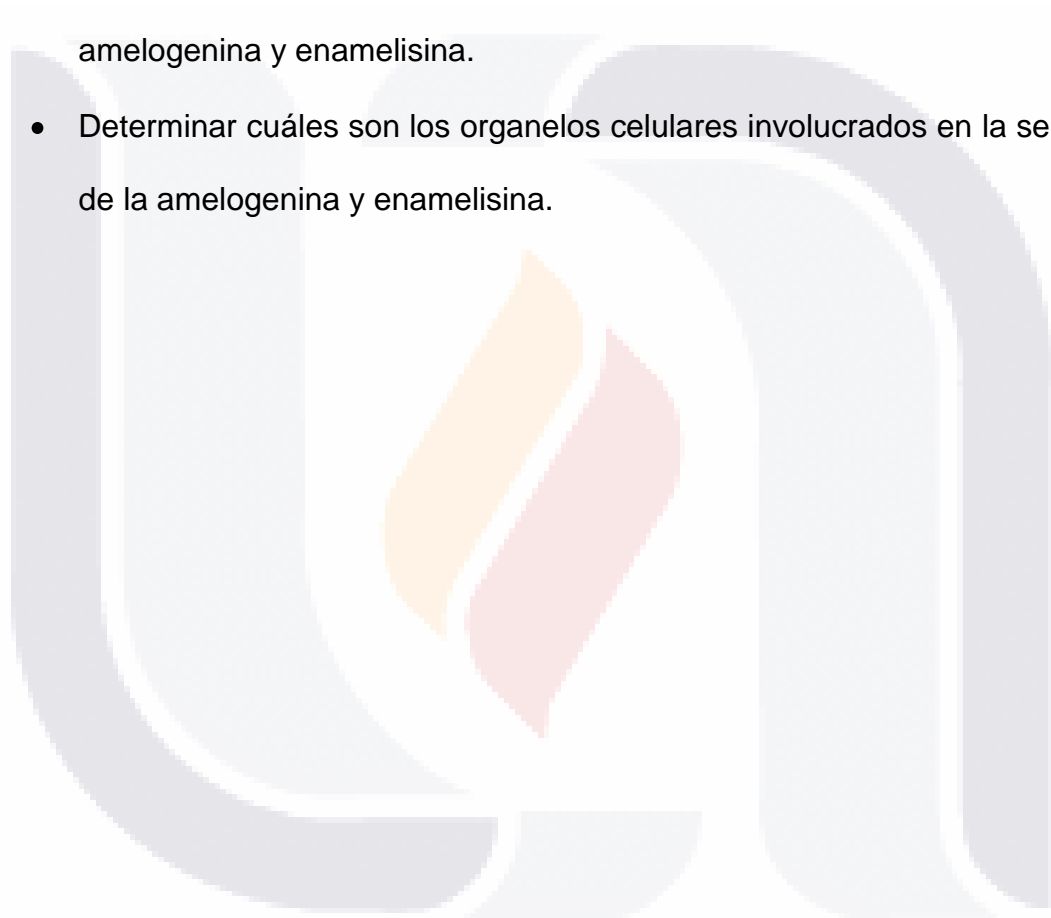 amelogenina y enamelisina.
• Determinar cuáles son los organelos celulares involucrados en la se
de la amelogenina y enamelisina.